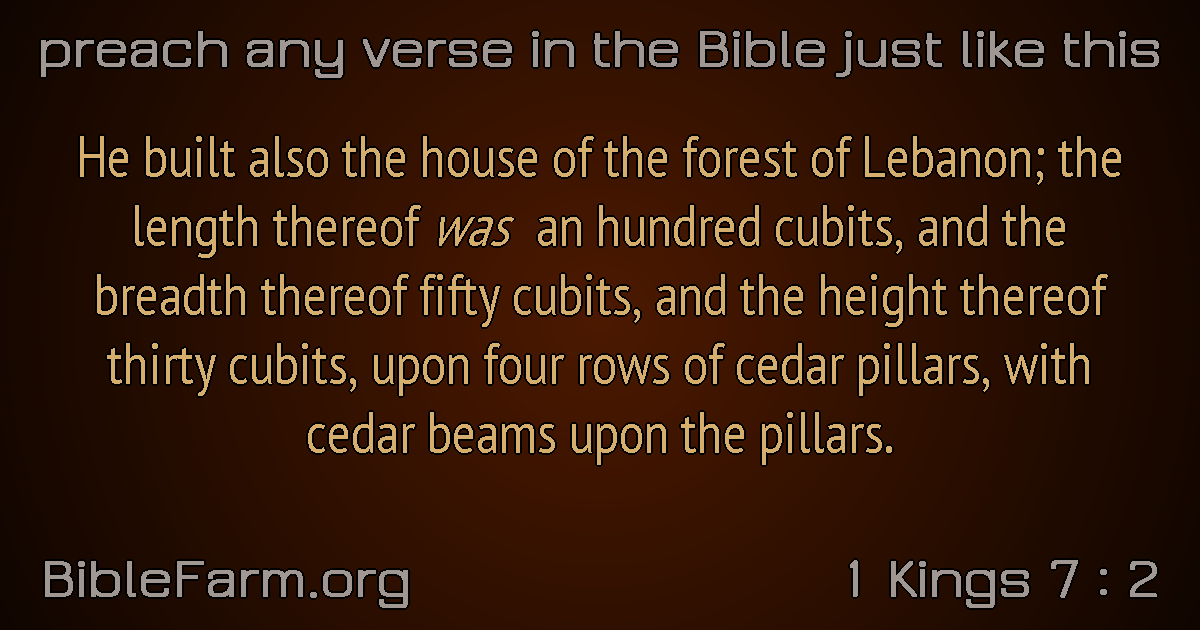 preach any verse in the Bible just like this
He built also the house of the forest of Lebanon; the
length thereof was an hundred cubits, and the
breadth thereof fifty cubits, and the height thereof
thirty cubits, upon four rows of cedar pillars, with
cedar beams upon the pillars.
BibleFarm.org
1 Kings 7 : 2